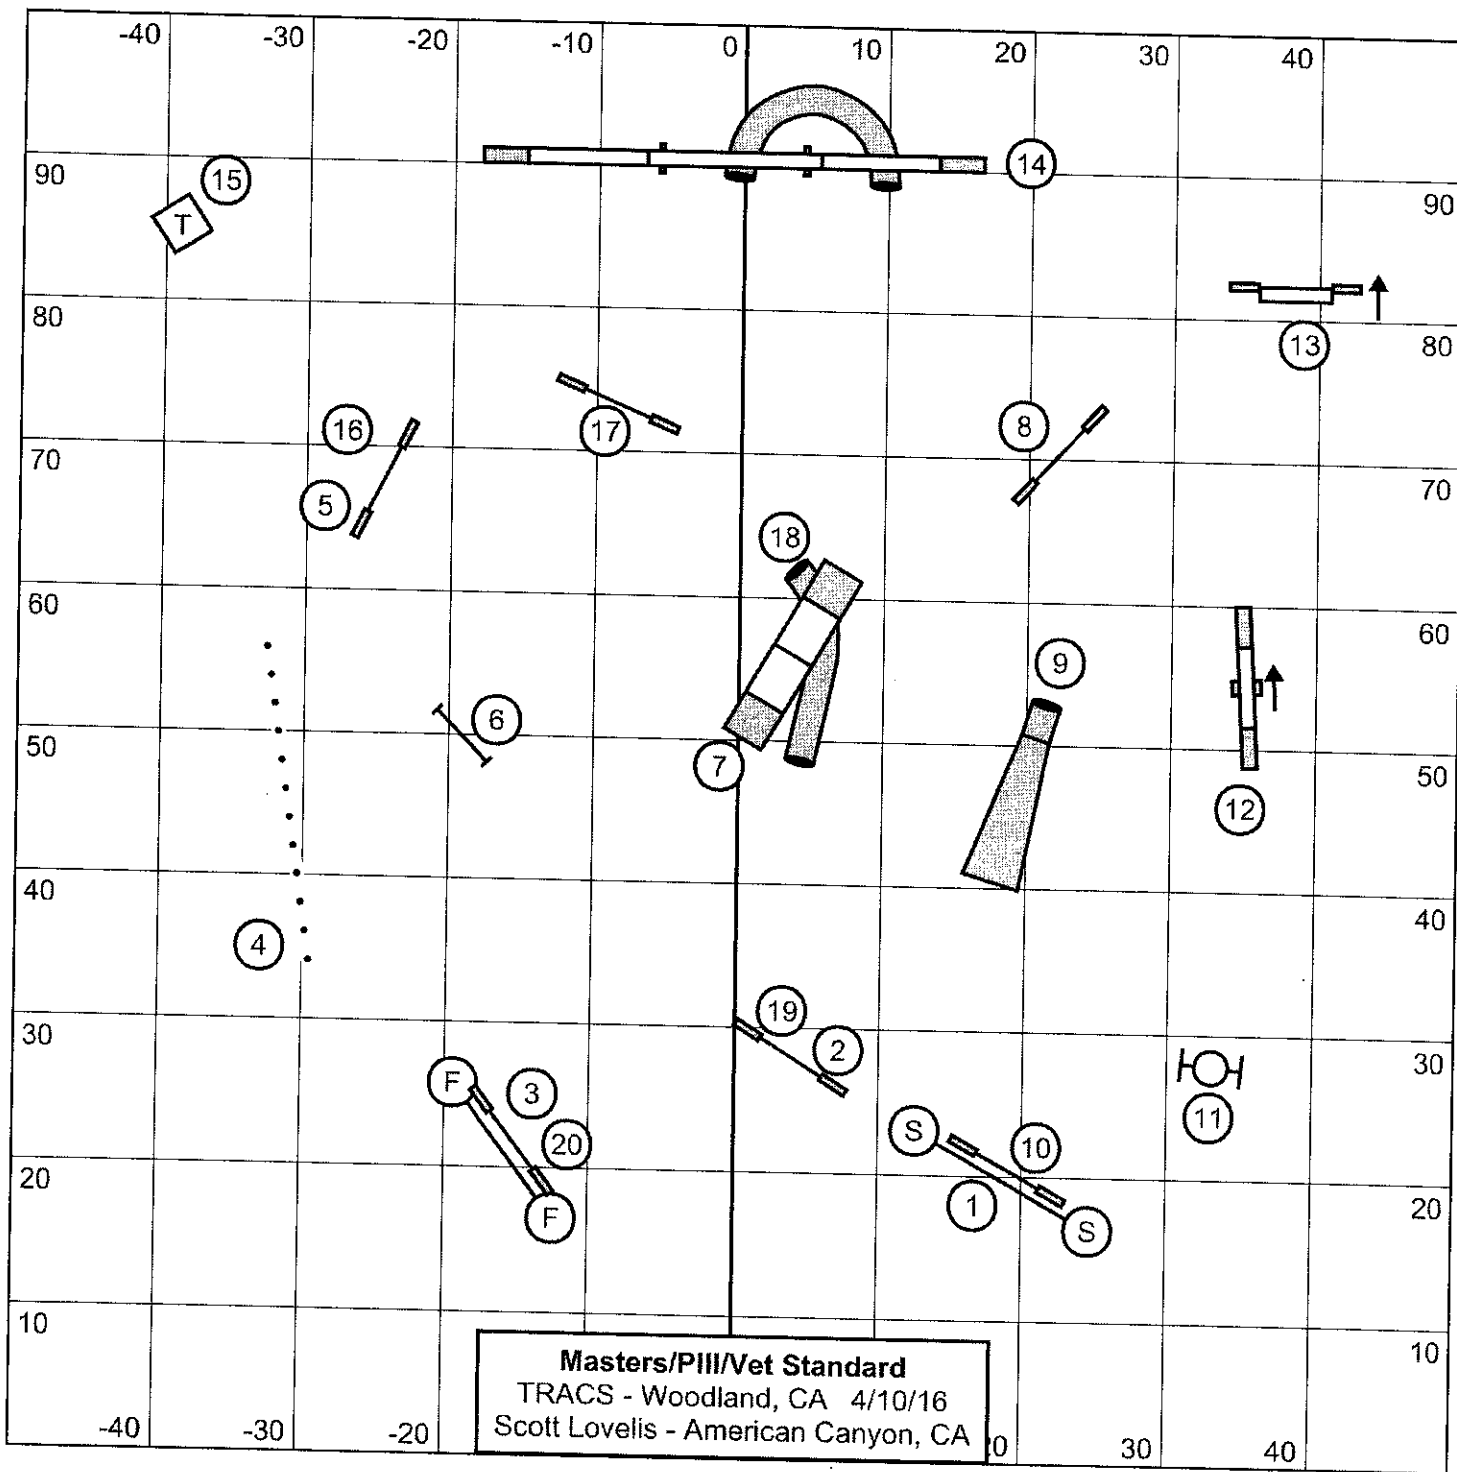 -40 -30 -20 -10 0 10 20 30 40
14
90 15 90
T
80 13 80
16 17 8
70 5 70
18
60 9 60
6
50 7 50
12
40 40
4
19
30 2 30
F 3 11
S 10
20 20 1 20
F S
10 10
Masters/PIII/Vet Standard
TRACS - Woodland, CA 4/10/16
Scott Lovelis - American Canyon, CA
-40 -30 -20 20 30 40